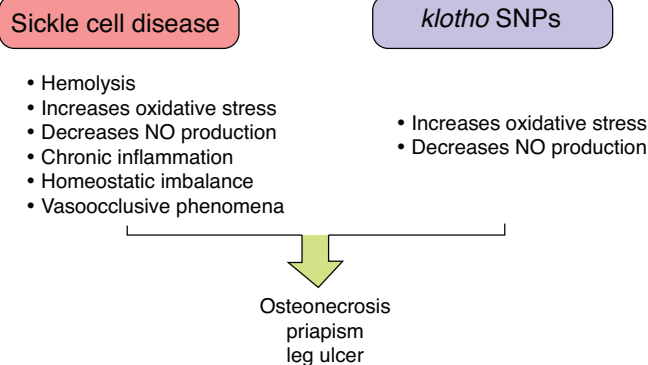 Sickle cell disease
klotho SNPs
• Hemolysis
• Increases oxidative stress
• Decreases NO production
• Chronic inflammation
• Homeostatic imbalance
• Vasoocclusive phenomena
• Increases oxidative stress
• Decreases NO production
Osteonecrosis
priapism
leg ulcer